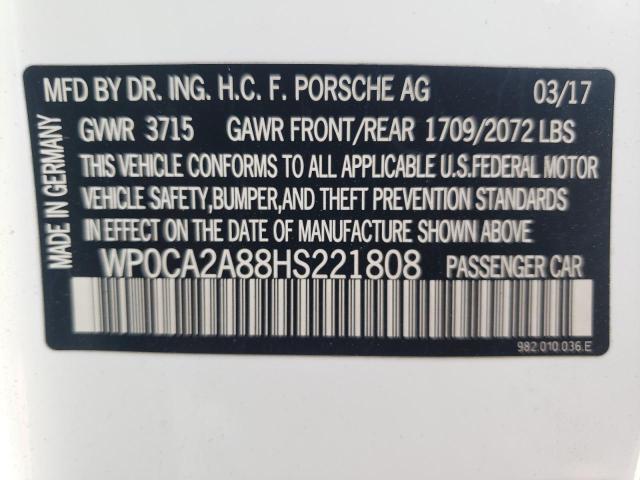 MFD BY DR. ING. H.C. F. PORSCHE AG 03/17
GVWR 3715 GAWR FRONT/REAR 1709/2072 LBS
THIS VEHICLE CONFORMS TO ALL APPLICABLE U.S.FEDERAL MOTOR
VEHICLE SAFETY,BUMPER,AND THEFT PREVENTION STANDARDS
IN EFFECT ON THE DATE OF MANUFACTURE SHOWN ABOVE
WP0CA2A88HS221808 PASSENGER CAR
982.010.036.E
MADE IN GERMANY